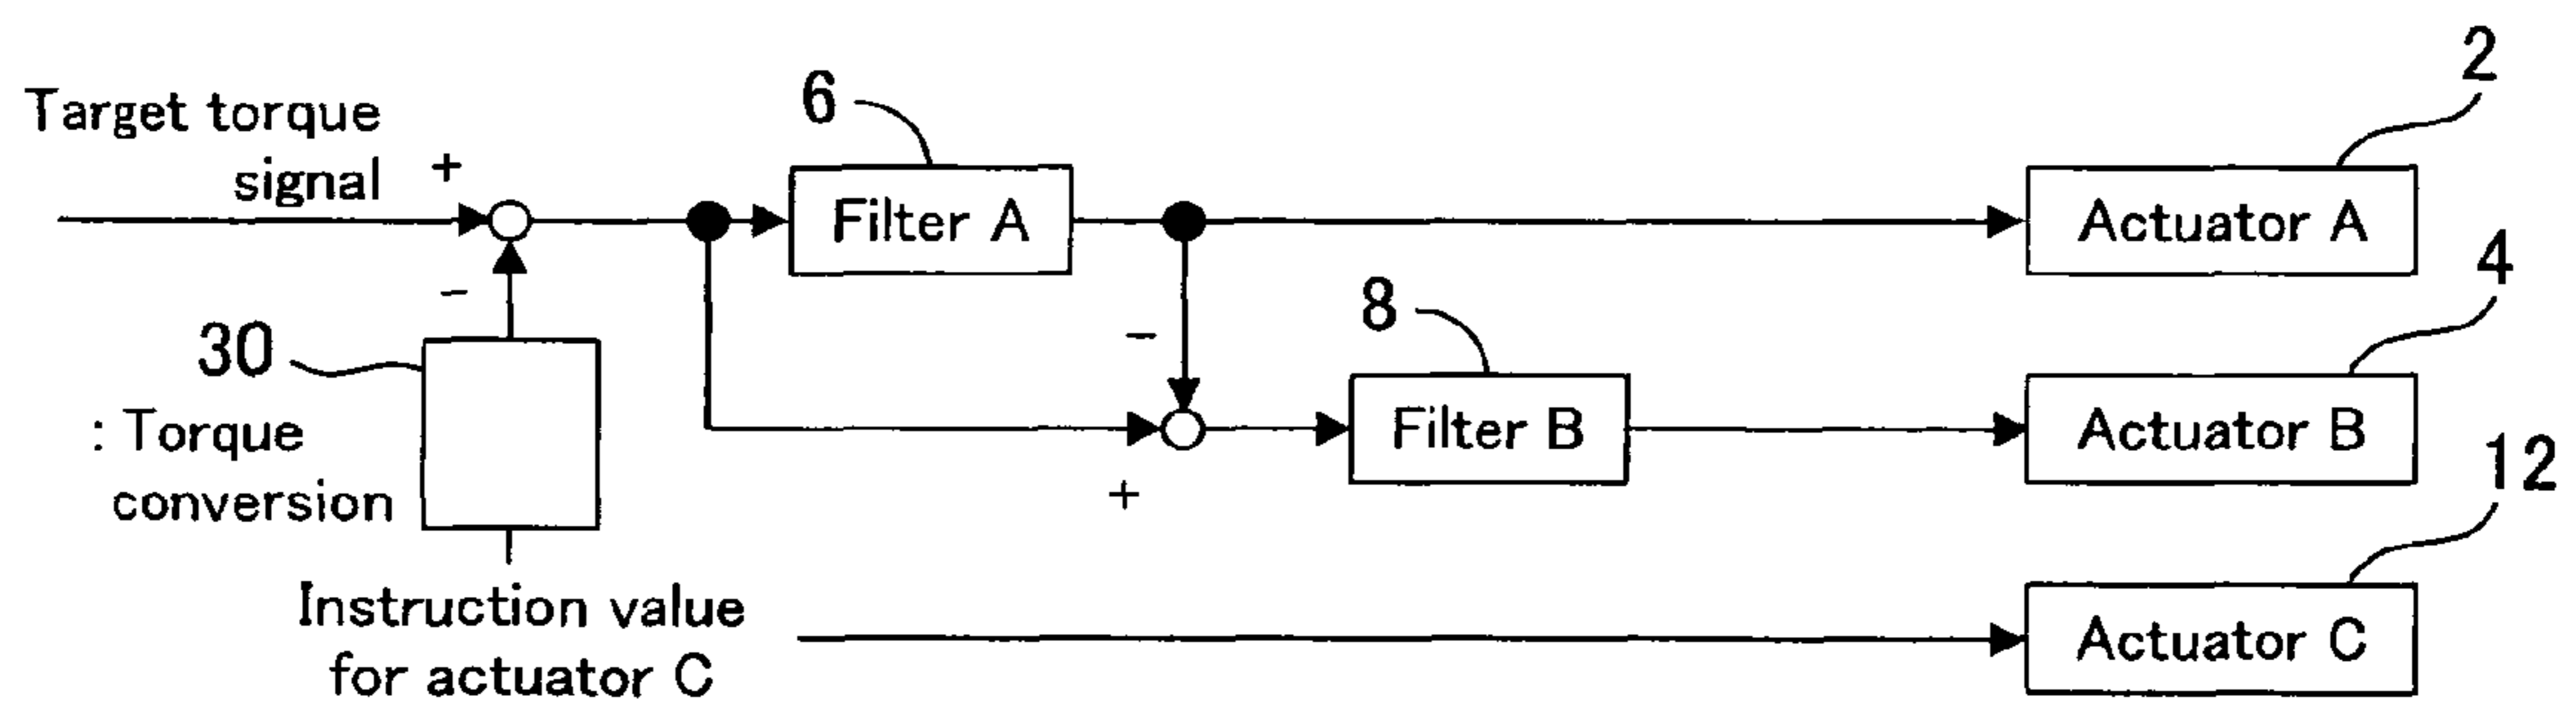 2
6
Target torque
signal
+
Filter A
Actuator A
4
8
-
-
30
Filter B
Actuator B
: Torque
conversion
+
12
Instruction value
for actuator C
Actuator C